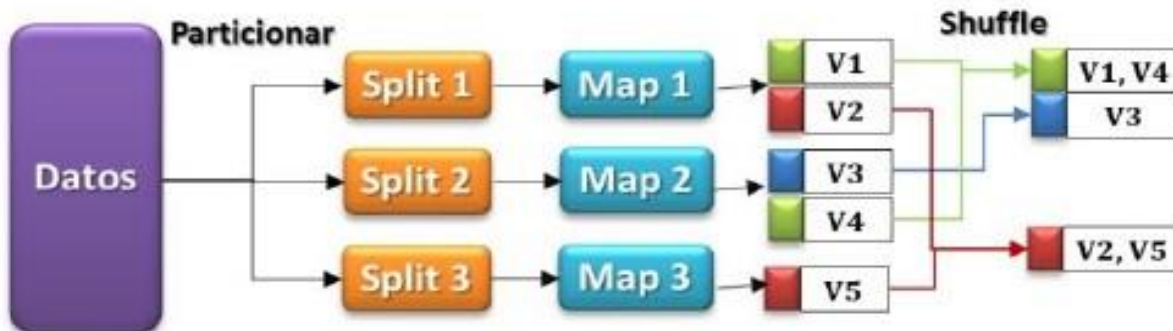 Particionar
Shuffle
Datos
Split 1
Map 1
V1
V2
V1, V4
V3
Split 2
Map 2
V3
V4
Split 3
Map 3
V5
V2, V5